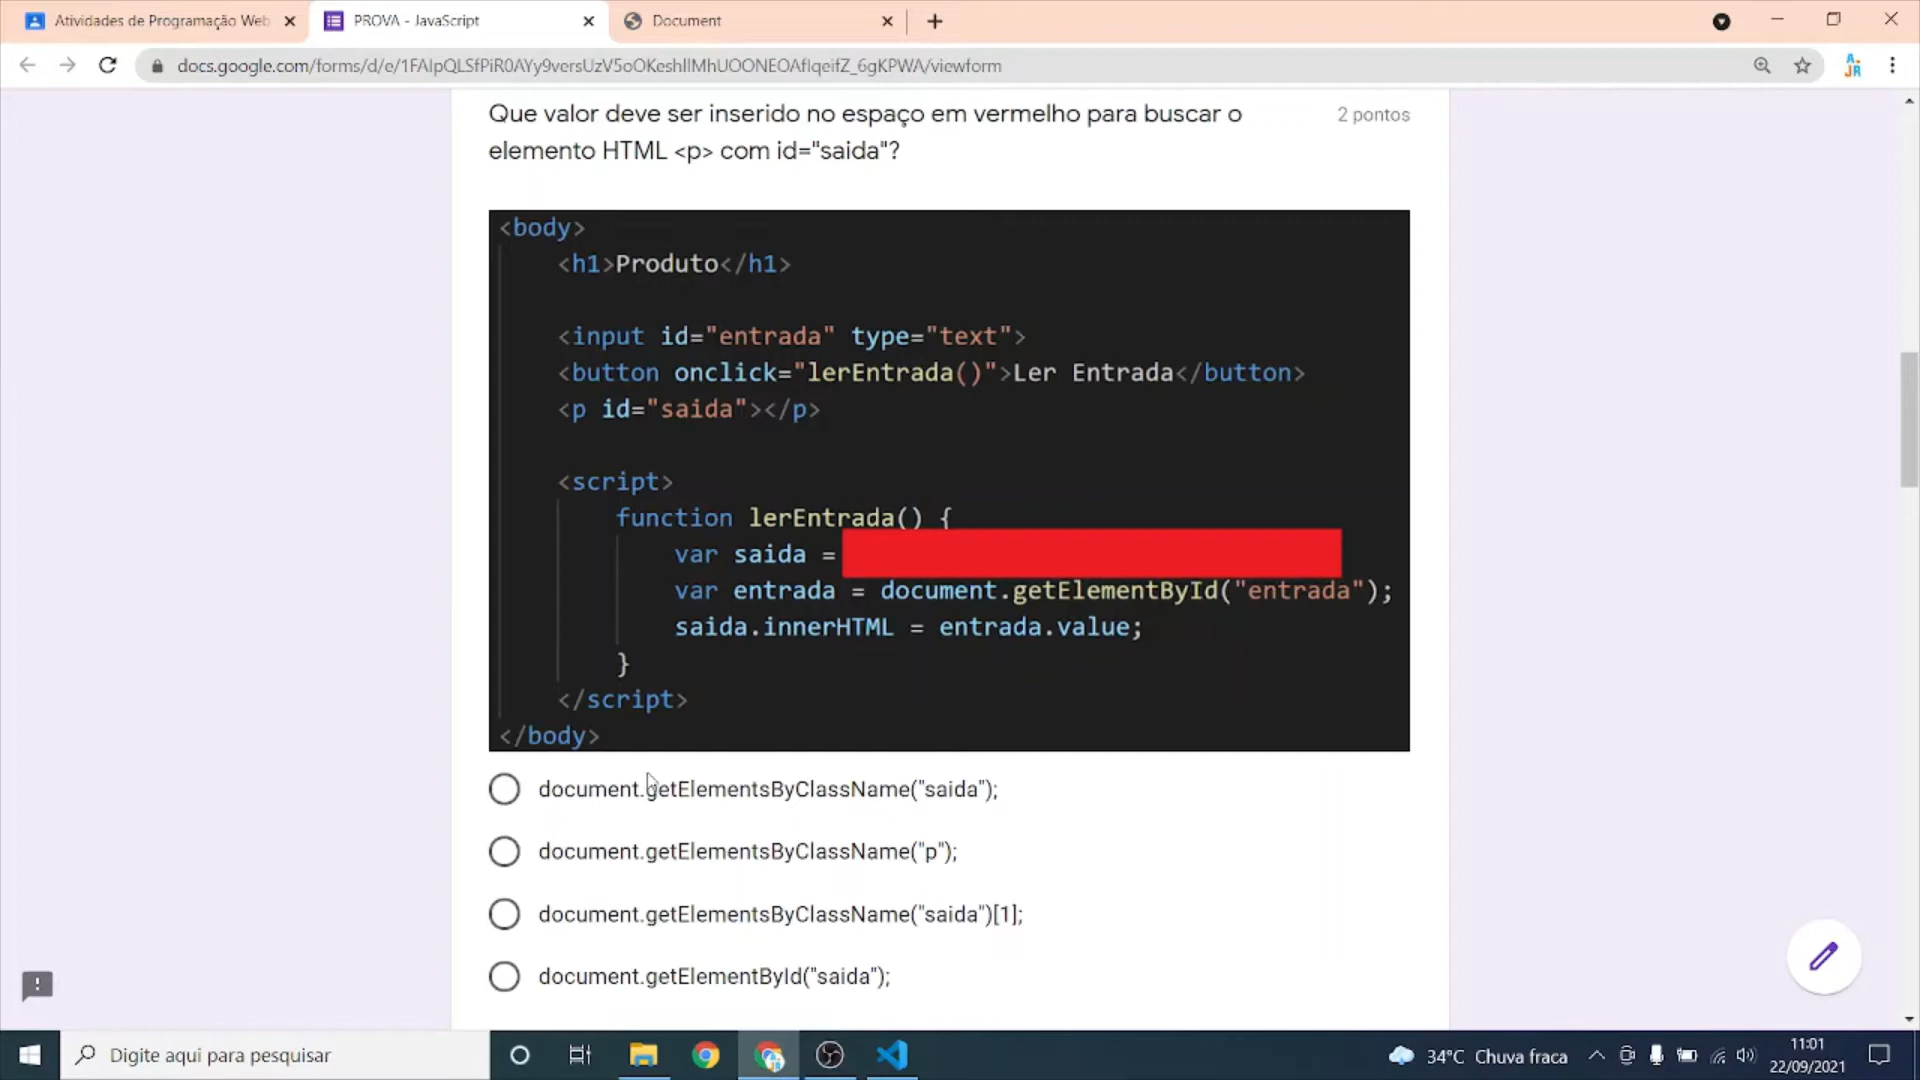 Atividades de Programação Web
PROVA - JavaScript
Document
docs.google.com/forms/d/e/1FAIpQLSfPiR0AYy9versUzV5oOKeshIlMhUOONEOAfIqeifZ_6gKPWA/viewform
Que valor deve ser inserido no espaço em vermelho para buscar o
elemento HTML <p> com id="saida"?
2 pontos
<body>
<h1>Produto</h1>
<input id="entrada" type="text">
<button onclick="lerEntrada()">Ler Entrada</button>
<p id="saida"></p>
<script>
function lerEntrada() {
var saida =
var entrada = document.getElementById("entrada");
saida.innerHTML = entrada.value;
}
</script>
</body>
document.getElementsByClassName("saida");
document.getElementsByClassName("p");
document.getElementsByClassName("saida")[1];
document.getElementById("saida");
Digite aqui para pesquisar
34°C Chuva fraca
11:01
22/09/2021